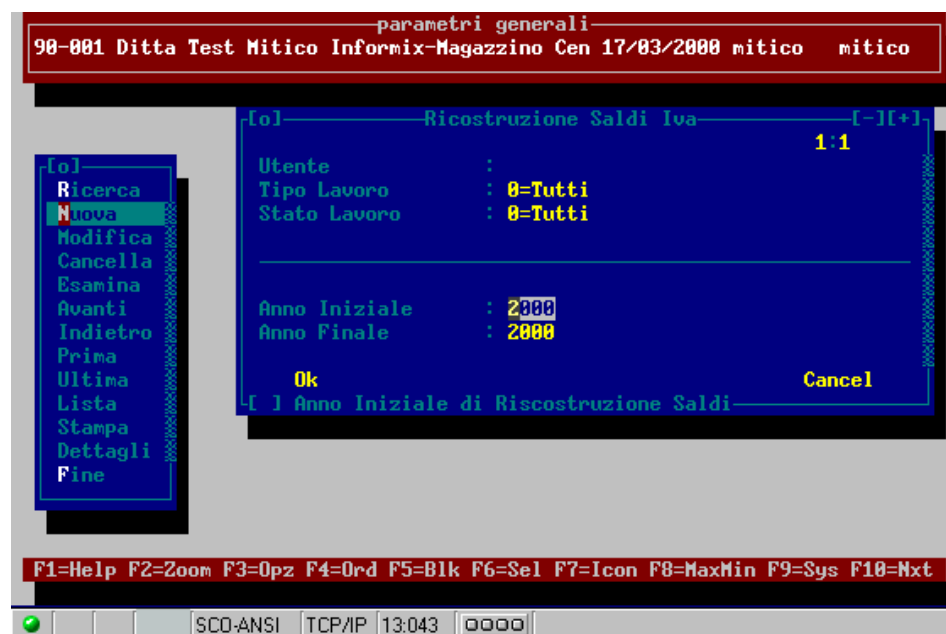 parametri generali
90-001 Ditta Test Mitico Informix-Magazzino Cen 17/03/2000 mitico mitico
[o] Ricostruzione Saldi Iva [-][+]
1:1
Utente :
Tipo Lavoro : 0=Tutti
Stato Lavoro : 0=Tutti
Anno Iniziale : 2000
Anno Finale : 2000
Ok Cancel
[ ] Anno Iniziale di Riscostruzione Saldi
[o]
Ricerca
Nuova
Modifica
Cancella
Esamina
Avanti
Indietro
Prima
Ultima
Lista
Stampa
Dettagli
Fine
F1=Help F2=Zoom F3=Opz F4=Ord F5=Blk F6=Sel F7=Icon F8=MaxMin F9=Sys F10=Nxt
SCO-ANSI TCP/IP 13:043